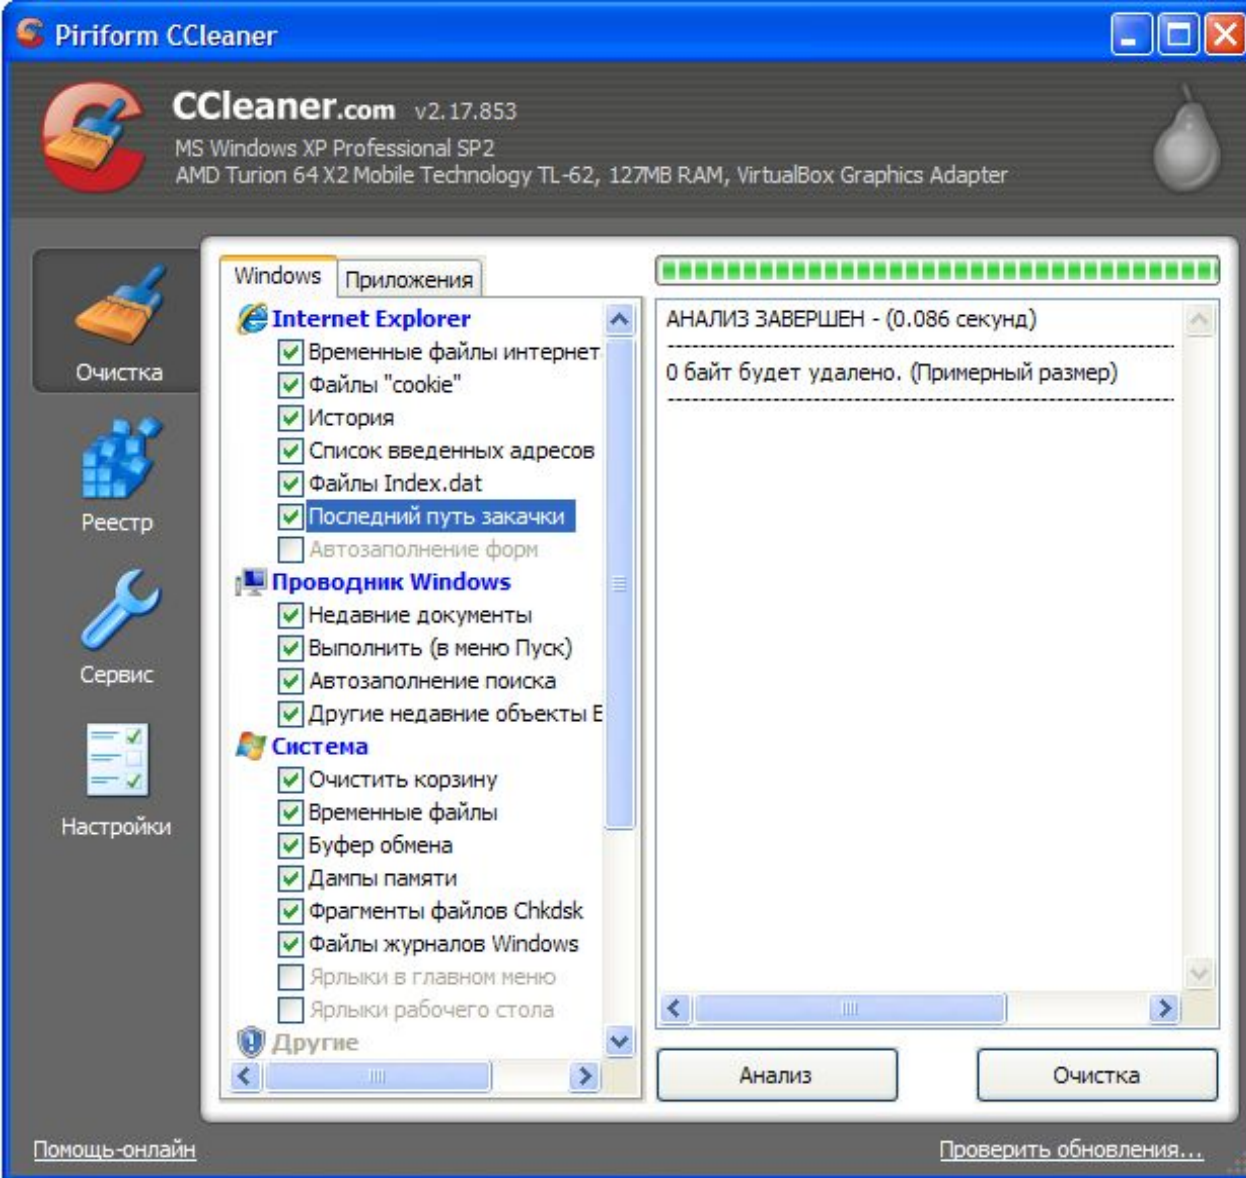 Piriform CCleaner
CCleaner.com v2.17.853
MS Windows XP Professional SP2
AMD Turion 64 X2 Mobile Technology TL-62, 127MB RAM, VirtualBox Graphics Adapter
Очистка
Реестр
Сервис
Настройки
Windows
Приложения
Internet Explorer
Временные файлы интернет
Файлы "cookie"
История
Список введенных адресов
Файлы Index.dat
Последний путь закачки
Автозаполнение форм
Проводник Windows
Недавние документы
Выполнить (в меню Пуск)
Автозаполнение поиска
Другие недавние объекты
Система
Очистить корзину
Временные файлы
Буфер обмена
Дампы памяти
Фрагменты файлов Chkdsk
Файлы журналов Windows
Ярлыки в главном меню
Ярлыки рабочего стола
Другие
АНАЛИЗ ЗАВЕРШЕН - (0.086 секунд)
0 байт будет удалено. (Примерный размер)
Анализ
Очистка
Помощь-онлайн
Проверить обновления...